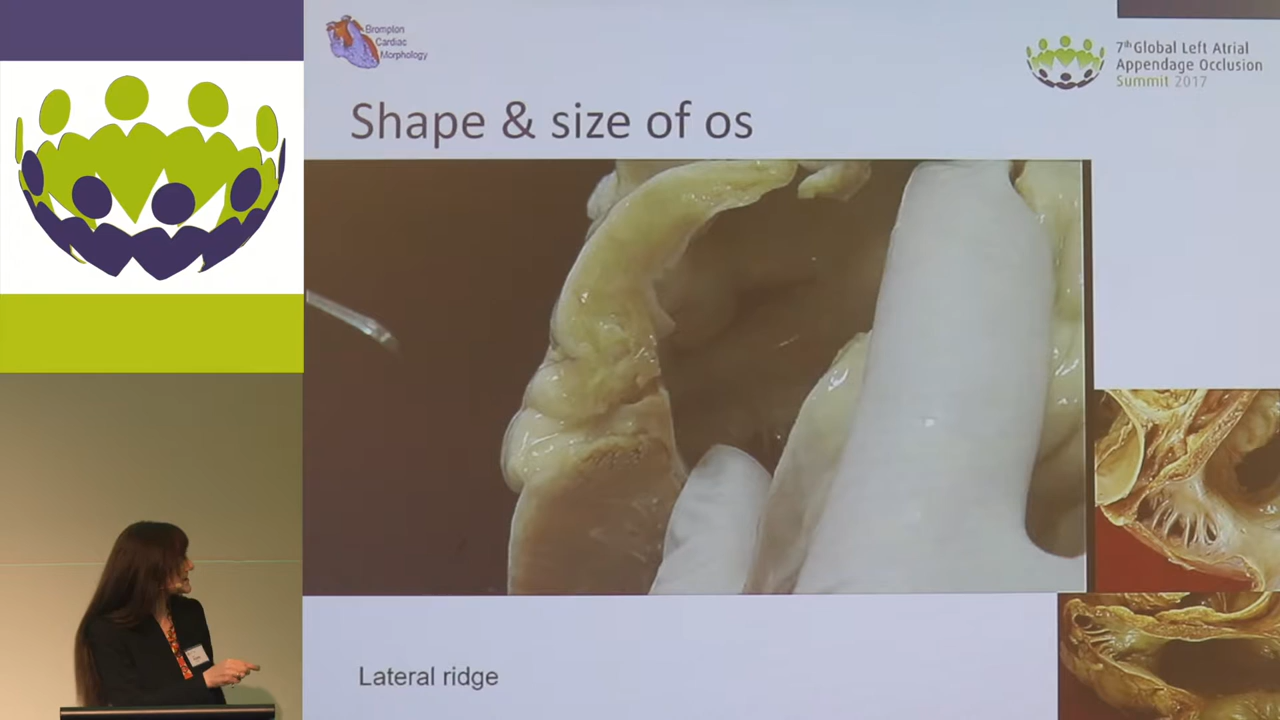 Brompton
Cardiac
Morphology
7th Global Left Atrial
Appendage Occlusion
Summit 2017
Shape & size of os
Lateral ridge